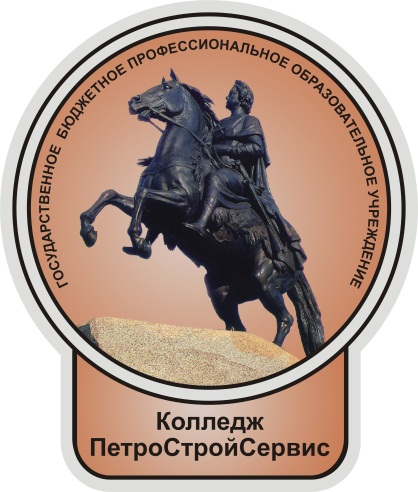 ГОСУДАРСТВЕННОЕ БЮДЖЕТНОЕ ПРОФЕССИОНАЛЬНОЕ ОБРАЗОВАТЕЛЬНОЕ УЧРЕЖДЕНИЕ
Колледж
ПетроСтройСервис